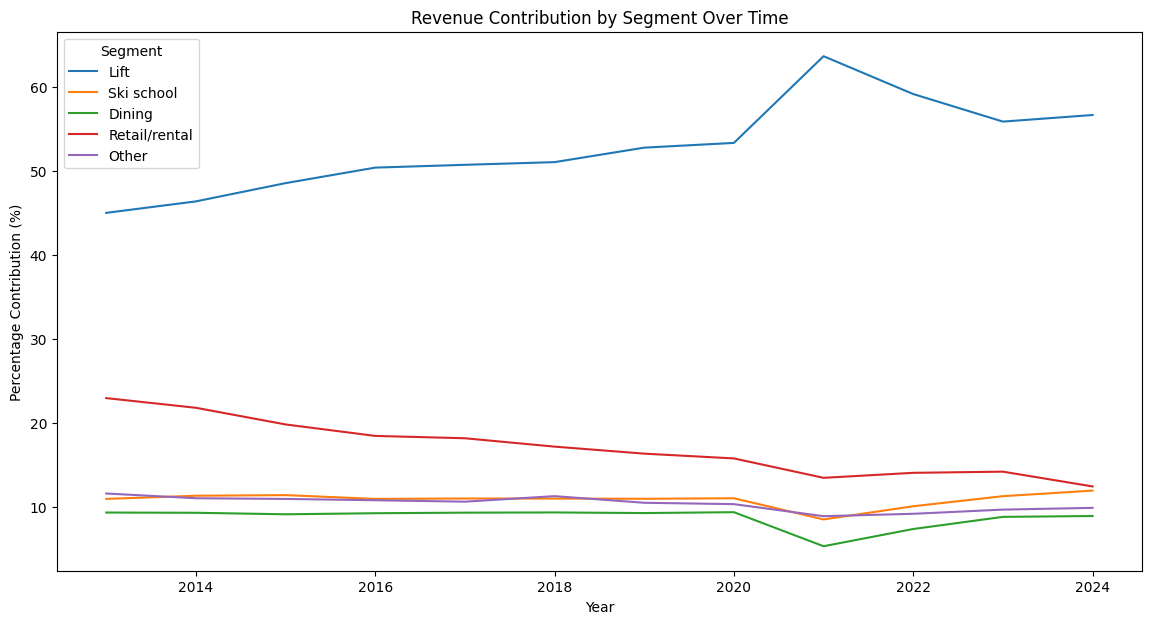 Revenue Contribution by Segment Over Time
Segment
Lift
Ski school
Dining
Retail/rental
Other
Percentage Contribution (%)
60
50
40
30
20
10
2014 2016 2018 2020 2022 2024
Year